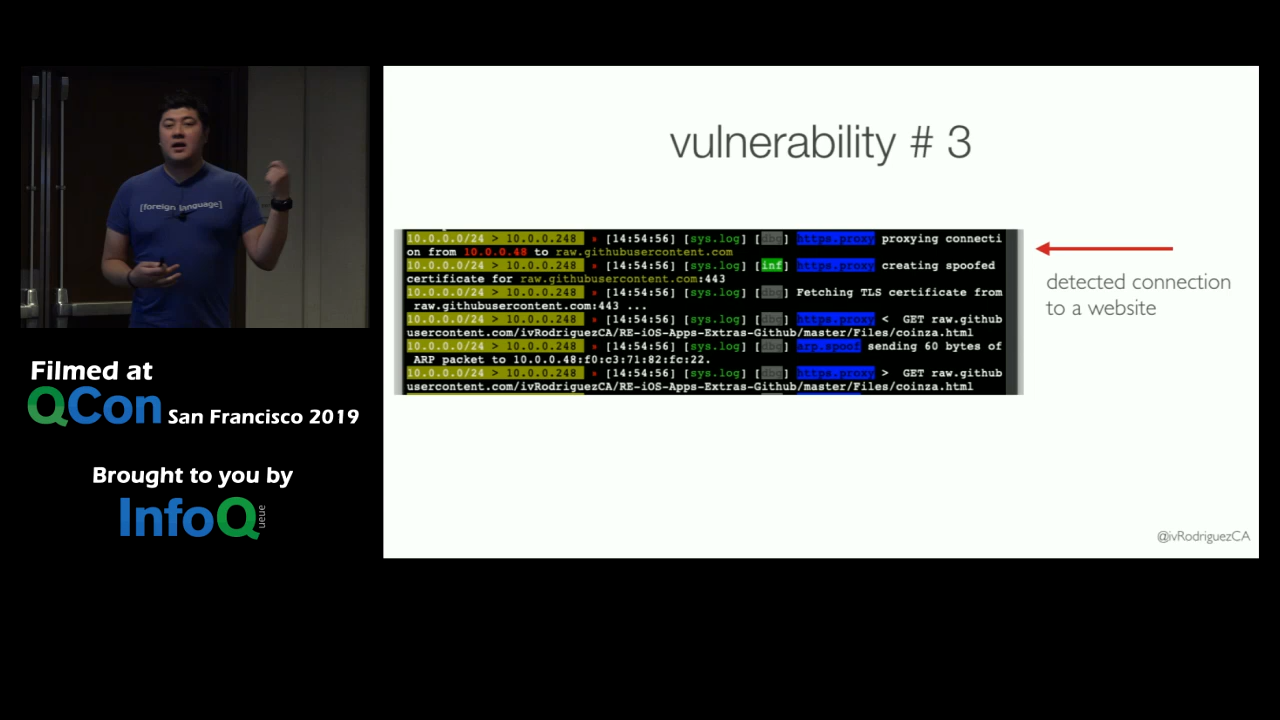 [foreign language]
Filmed at
QCon San Francisco 2019
Brought to you by
InfoQ
ueue
vulnerability # 3
10.0.0.0/24 > 10.0.0.248 » [14:54:56] [sys.log] [dbg] https.proxy proxying connecti
on from 10.0.0.48 to raw.githubusercontent.com
10.0.0.0/24 > 10.0.0.248 » [14:54:56] [sys.log] [inf] https.proxy creating spoofed
certificate for raw.githubusercontent.com:443
10.0.0.0/24 > 10.0.0.248 » [14:54:56] [sys.log] [dbg] Fetching TLS certificate from
raw.githubusercontent.com:443 ...
10.0.0.0/24 > 10.0.0.248 » [14:54:56] [sys.log] [dbg] https.proxy < GET raw.github
usercontent.com/ivRodriguezCA/RE-iOS-Apps-Extras-Github/master/Files/coinza.html
10.0.0.0/24 > 10.0.0.248 » [14:54:56] [sys.log] [dbg] arp.spoof sending 60 bytes of
ARP packet to 10.0.0.48:f0:c3:71:82:fc:22.
10.0.0.0/24 > 10.0.0.248 » [14:54:56] [sys.log] [dbg] https.proxy > GET raw.github
usercontent.com/ivRodriguezCA/RE-iOS-Apps-Extras-Github/master/Files/coinza.html
detected connection
to a website
@ivRodriguezCA